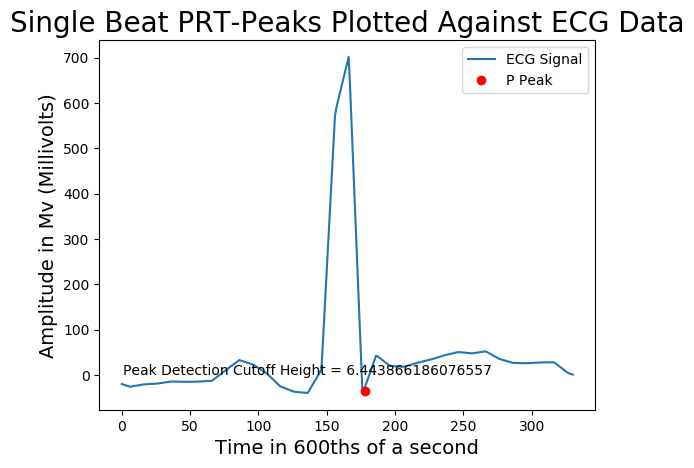 Single Beat PRT-Peaks Plotted Against ECG Data
ECG Signal
P Peak
Amplitude in Mv (Millivolts)
700
600
500
400
300
200
100
0
Peak Detection Cutoff Height = 6.443866186076557
0 50 100 150 200 250 300
Time in 600ths of a second